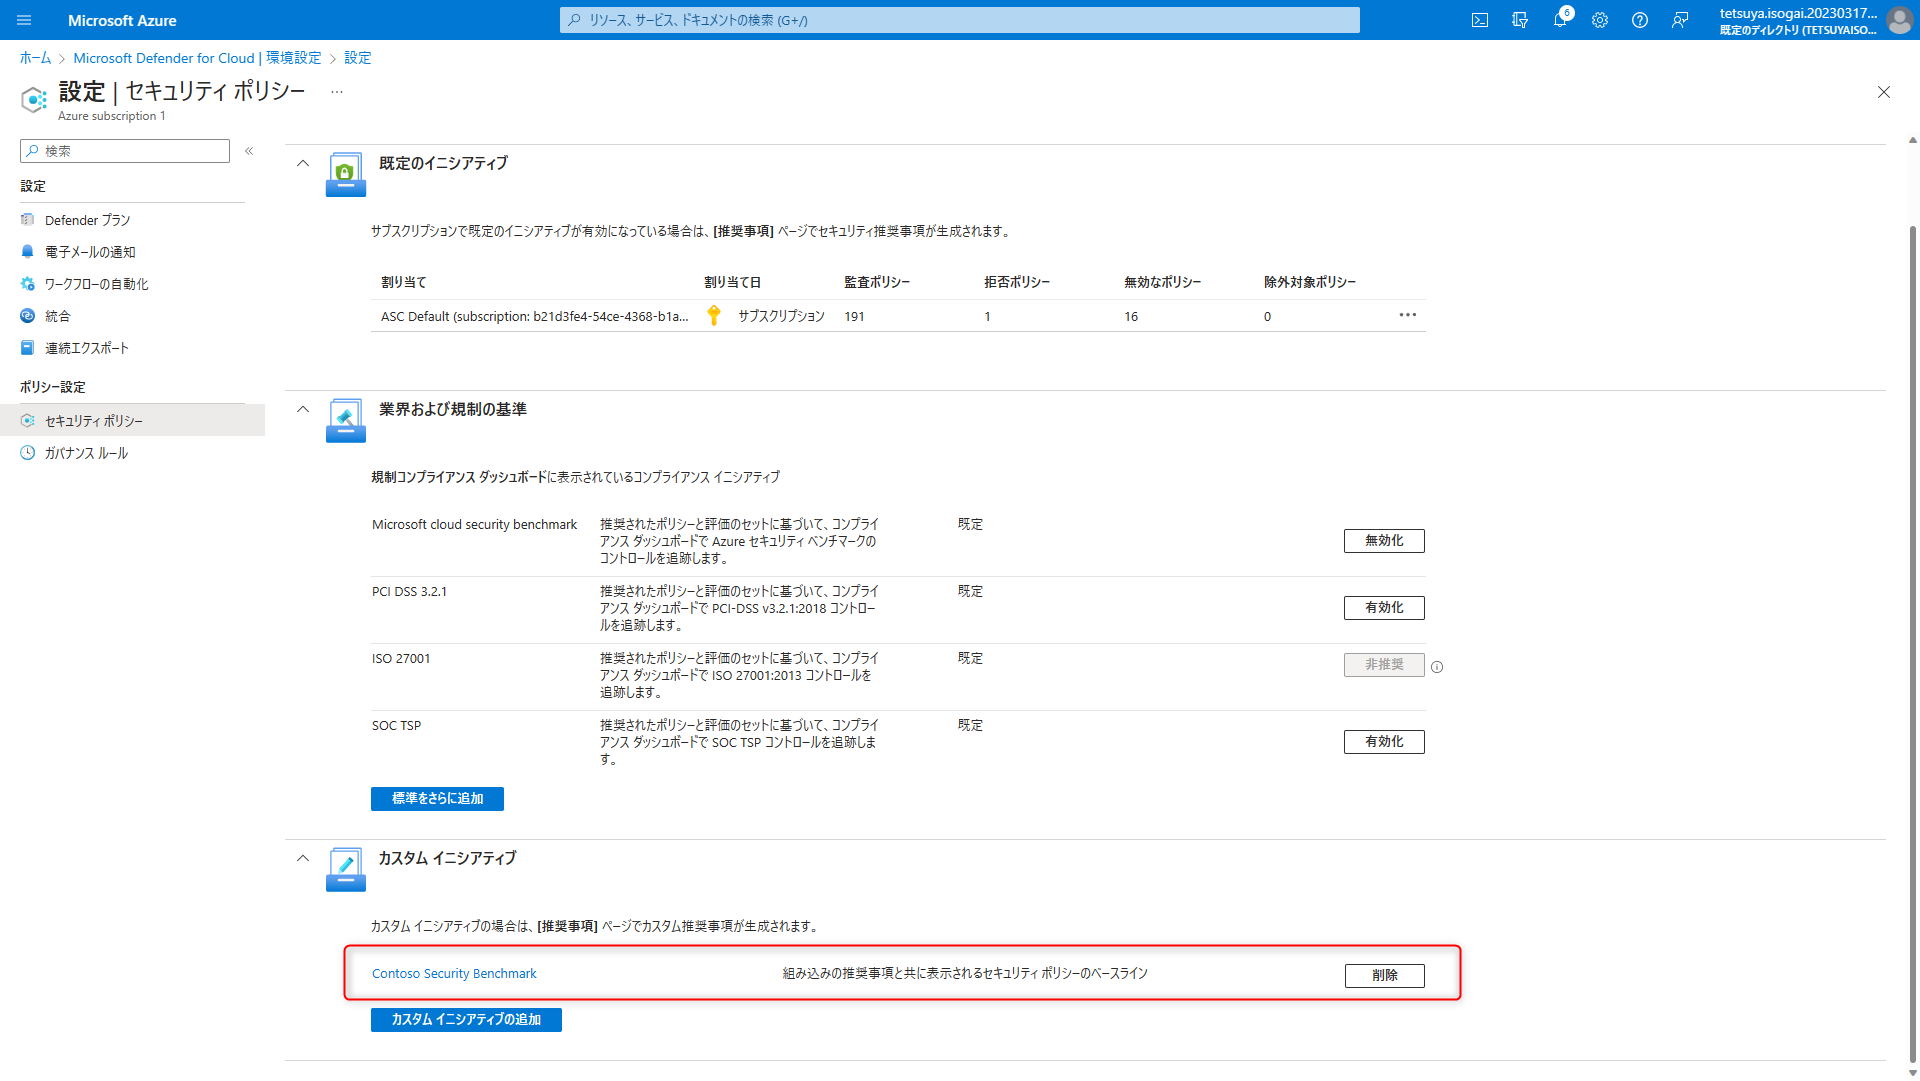 Microsoft Azure
リソース、サービス、ドキュメントの検索 (G+/)
6
tetsuya.isogai.20230317...
既定のディレクトリ (TETSUYAISO...
ホーム > Microsoft Defender for Cloud | 環境設定 > 設定
設定 | セキュリティ ポリシー ...
Azure subscription 1
検索
«
設定
Defender プラン
電子メールの通知
ワークフローの自動化
統合
連続エクスポート
ポリシー設定
セキュリティ ポリシー
ガバナンス ルール
既定のイニシアティブ
サブスクリプションで既定のイニシアティブが有効になっている場合は、[推奨事項] ページでセキュリティ推奨事項が生成されます。
割り当て 割り当て日 監査ポリシー 拒否ポリシー 無効なポリシー 除外対象ポリシー
ASC Default (subscription: b21d3fe4-54ce-4368-b1a... サブスクリプション 191 1 16 0 ...
業界および規制の基準
規制コンプライアンス ダッシュボードに表示されているコンプライアンス イニシアティブ
Microsoft cloud security benchmark 推奨されたポリシーと評価のセットに基づいて、コンプライ 既定
アンス ダッシュボードで Azure セキュリティ ベンチマークの
コントロールを追跡します。
無効化
PCI DSS 3.2.1 推奨されたポリシーと評価のセットに基づいて、コンプライ 既定
アンス ダッシュボードで PCI-DSS v3.2.1:2018 コントロー
ルを追跡します。
有効化
ISO 27001 推奨されたポリシーと評価のセットに基づいて、コンプライ 既定
アンス ダッシュボードで ISO 27001:2013 コントロールを
追跡します。
非推奨
SOC TSP 推奨されたポリシーと評価のセットに基づいて、コンプライ 既定
アンス ダッシュボードで SOC TSP コントロールを追跡しま
す。
有効化
標準をさらに追加
カスタム イニシアティブ
カスタム イニシアティブの場合は、[推奨事項] ページでカスタム推奨事項が生成されます。
Contoso Security Benchmark 組み込みの推奨事項と共に表示されるセキュリティ ポリシーのベースライン 削除
カスタム イニシアティブの追加